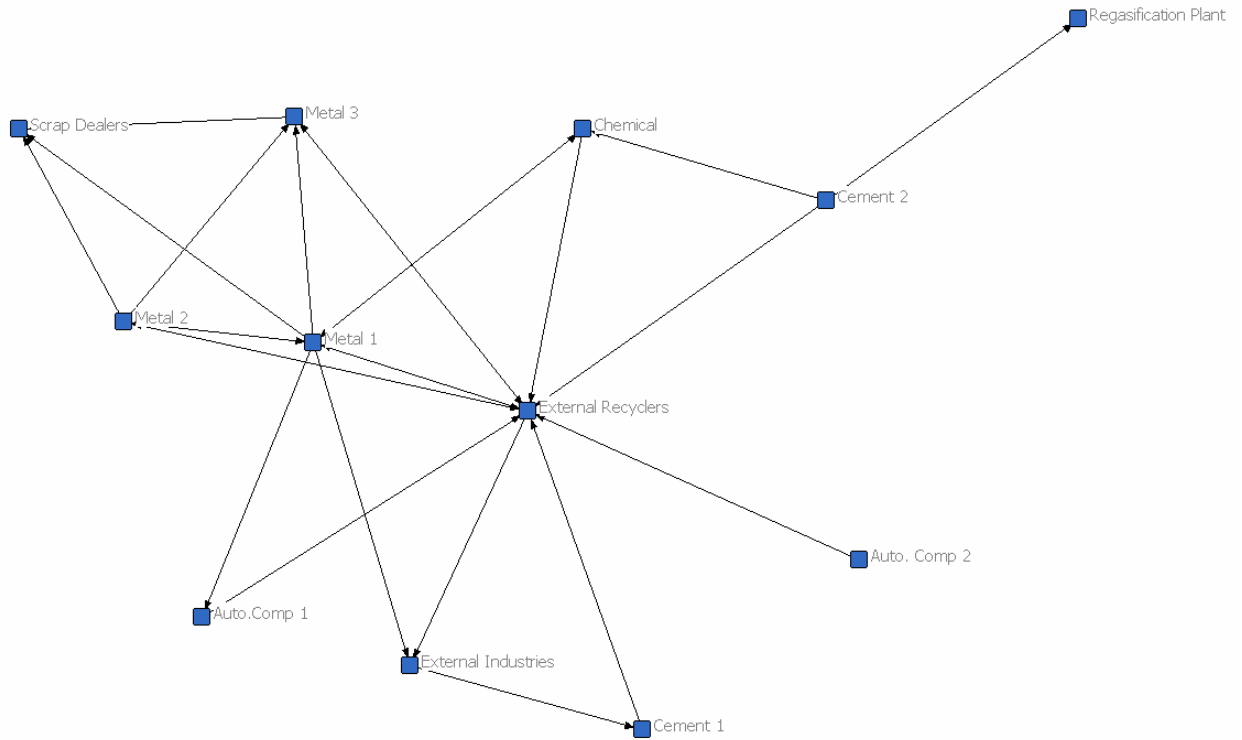 Regasification Plant
Metal 3
Scrap Dealers
Chemical
Cement 2
Metal 2
Metal 1
External Recyclers
Auto. Comp 2
Auto.Comp 1
External Industries
Cement 1